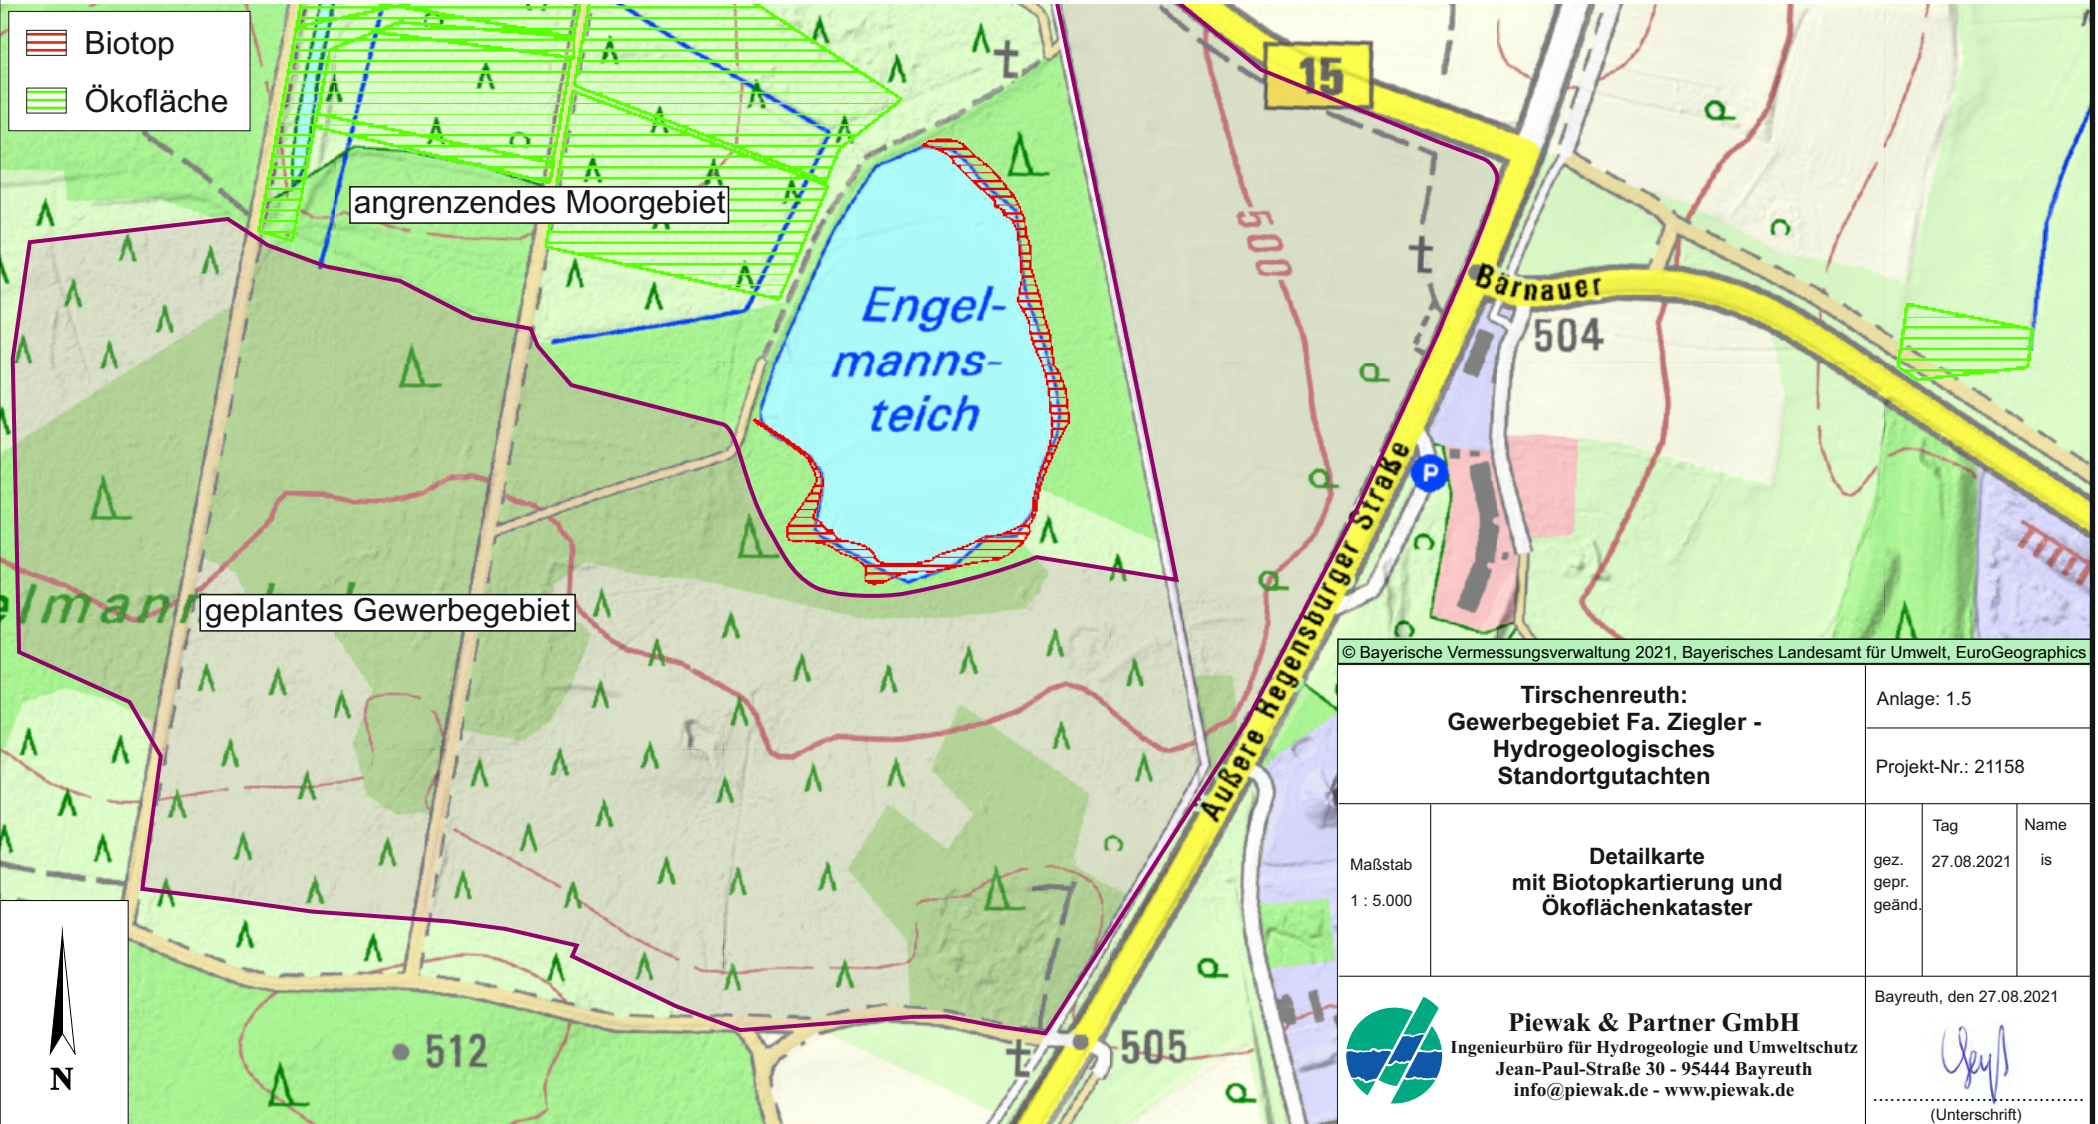 Biotop
Ökofläche
angrenzendes Moorgebiet
15
500
Engel-
manns-
teich
Bärnauer
504
P
Äußere Regensburger Straße
geplantes Gewerbegebiet
512
505
N
© Bayerische Vermessungsverwaltung 2021, Bayerisches Landesamt für Umwelt, EuroGeographics
Tirschenreuth:
Gewerbegebiet Fa. Ziegler -
Hydrogeologisches
Standortgutachten
Anlage: 1.5
Projekt-Nr.: 21158
Maßstab
1 : 5.000
Detailkarte
mit Biotopkartierung und
Ökoflächenkataster
Tag
Name
gez.
27.08.2021
is
gepr.
geänd.
Piewak & Partner GmbH
Ingenieurbüro für Hydrogeologie und Umweltschutz
Jean-Paul-Straße 30 - 95444 Bayreuth
info@piewak.de - www.piewak.de
Bayreuth, den 27.08.2021
(Unterschrift)